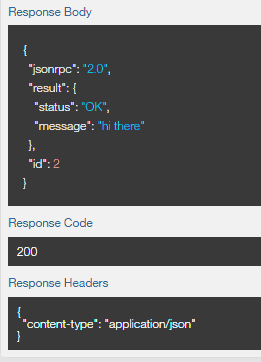 Response Body
{
"jsonrpc": "2.0",
"result": {
"status": "OK",
"message": "hi there"
},
"id": 2
}
Response Code
200
Response Headers
{
"content-type": "application/json"
}